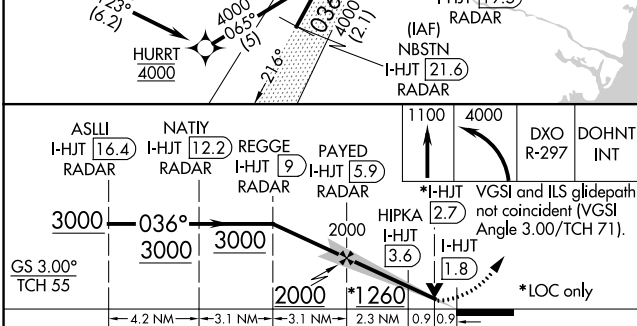 (6.2)
HURRT
4000
4000
065°
(5)
216°
036°
4000
(2.1)
(IAF)
NBSTN
I-HJT 21.6
RADAR
RADAR
ASLLI
I-HJT 16.4
RADAR
NATIY
I-HJT 12.2
RADAR
REGGE
I-HJT 9
RADAR
PAYED
I-HJT 5.9
RADAR
1100
4000
DXO
R-297
DOHNT
INT
*I-HJT
2.7
VGSI and ILS glidepath
not coincident (VGSI
Angle 3.00/TCH 71).
HIPKA
I-HJT
3.6
I-HJT
1.8
3000
036°
3000
3000
2000
2000
*1260
GS 3.00°
TCH 55
*LOC only
4.2 NM
3.1 NM
3.1 NM
2.3 NM
0.9
0.9